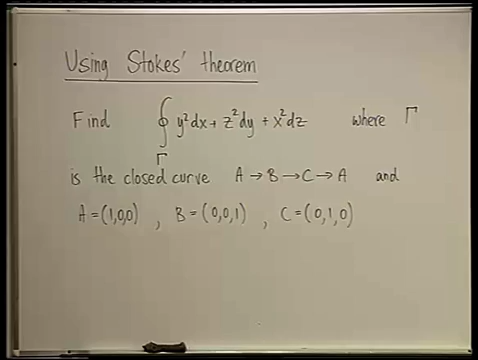 Using Stokes' theorem
Find ∮_Γ y²dx + z²dy + x²dz where Γ
is the closed curve A → B → C → A and
A = (1,0,0) , B = (0,0,1) , C = (0,1,0)